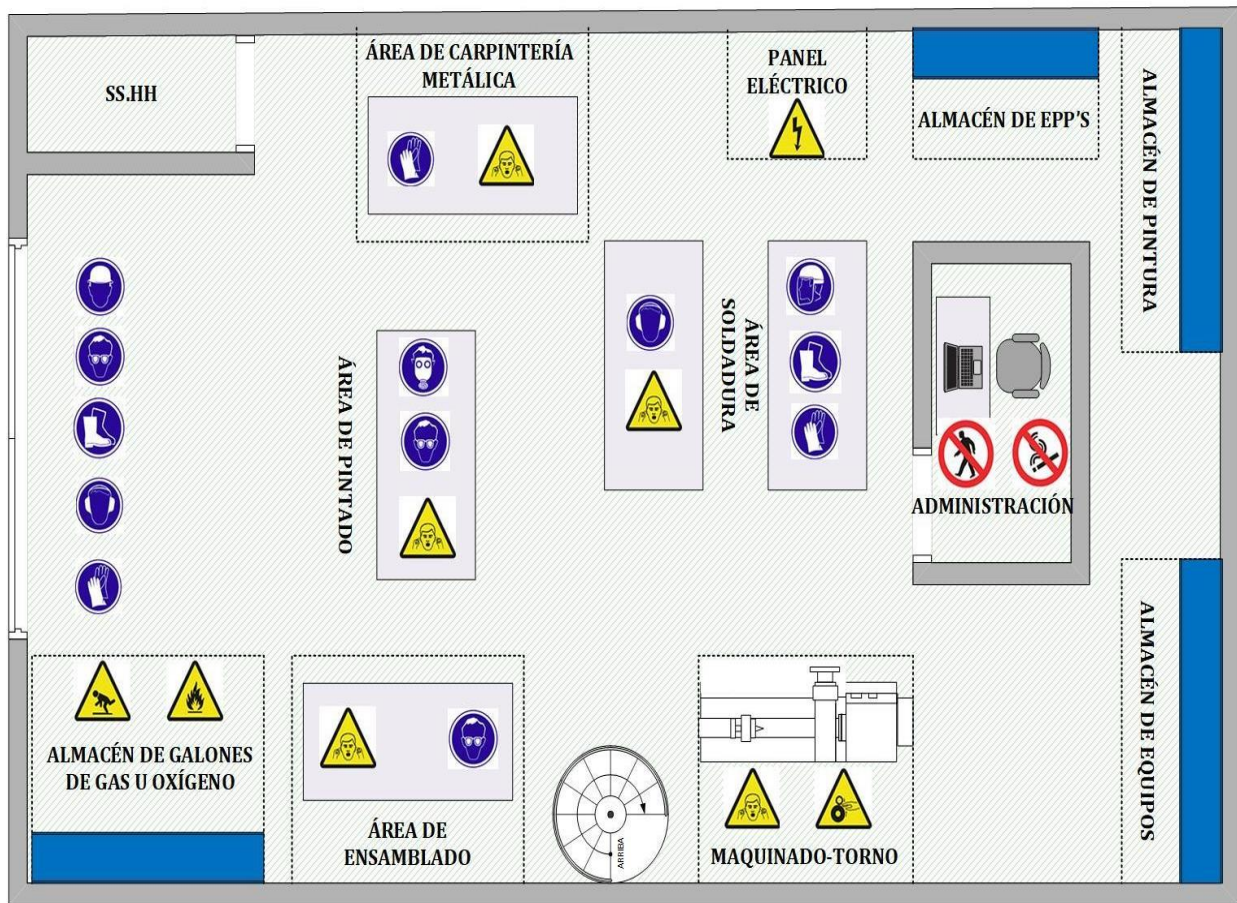 SS.HH
ÁREA DE CARPINTERÍA
METÁLICA
PANEL
ELÉCTRICO
ALMACÉN DE EPP'S
ALMACÉN DE PINTURA
ÁREA DE PINTADO
ÁREA DE
SOLDADURA
ADMINISTRACIÓN
ALMACÉN DE GALONES
DE GAS U OXÍGENO
ÁREA DE
ENSAMBLADO
ARRIBA
MAQUINADO-TORNO
ALMACÉN DE EQUIPOS